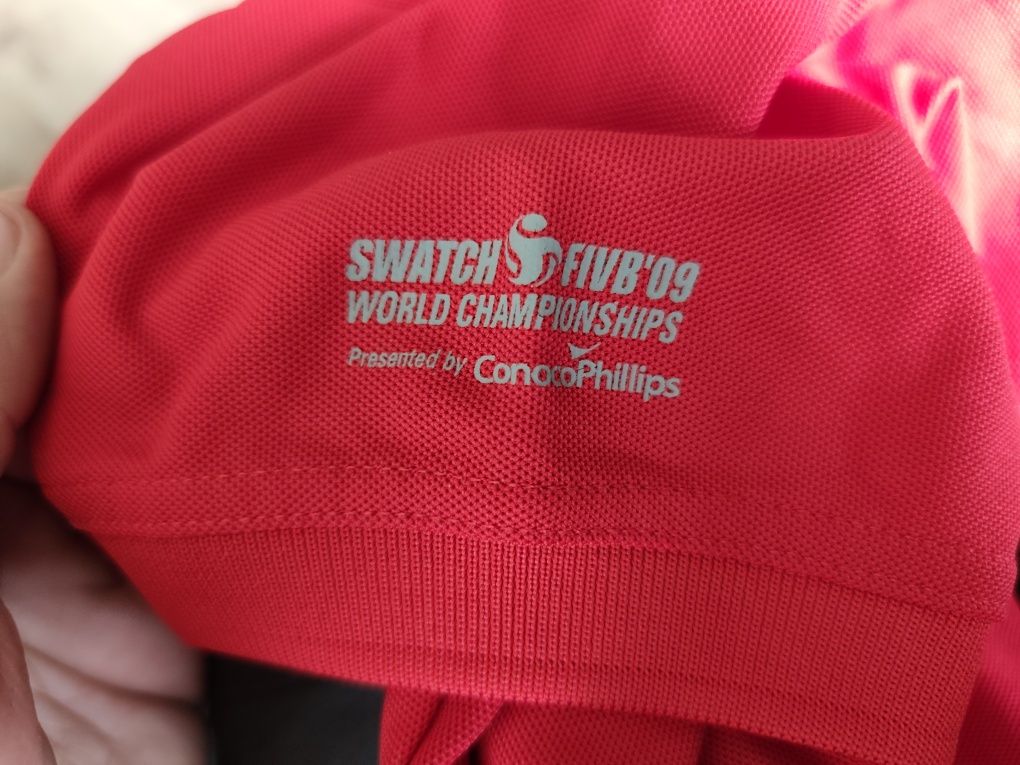 SWATCH FIVB'09
WORLD CHAMPIONSHIPS
Presented by ConocoPhillips